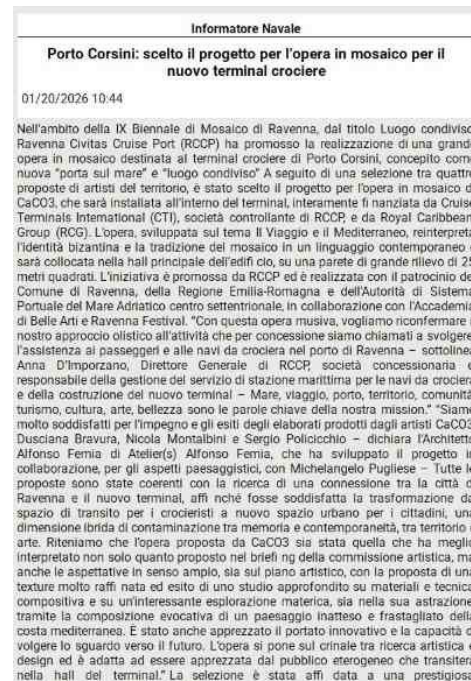 Informatore Navale
Porto Corsini: scelto il progetto per l'opera in mosaico per il
nuovo terminal crociere
01/20/2026 10:44
Nell'ambito della IX Biennale di Mosaico di Ravenna, dal titolo Luogo condiviso
Ravenna Civitas Cruise Port (RCCP) ha promosso la realizzazione di una grande
opera in mosaico destinata al terminal crociere di Porto Corsini, concepito come
nuova "porta sul mare" e "luogo condiviso" A seguito di una selezione tra quattro
proposte di artisti del territorio, è stato scelto il progetto per l'opera in mosaico d
CaCO3, che sarà installata all'interno del terminal, interamente fi nanziata da Cruise
Terminals International (CTI), società controllante di RCCP, e da Royal Caribbean
Group (RCG). L'opera, sviluppata sul tema Il Viaggio e il Mediterraneo, reinterpreta
l'identità bizantina e la tradizione del mosaico in un linguaggio contemporaneo e
sarà collocata nella hall principale dell'edifi cio, su una parete di grande rilievo di 25
metri quadrati. L'iniziativa è promossa da RCCP ed è realizzata con il patrocinio de
Comune di Ravenna, della Regione Emilia-Romagna e dell'Autorità di Sistema
Portuale del Mare Adriatico centro settentrionale, in collaborazione con l'Accademia
di Belle Arti e Ravenna Festival. "Con questa opera musiva, vogliamo riconfermare i
nostro approccio olistico all'attività che per concessione siamo chiamati a svolgere
l'assistenza ai passeggeri e alle navi da crociera nel porto di Ravenna – sottolinea
Anna D'Imporzano, Direttore Generale di RCCP, società concessionaria e
responsabile della gestione del servizio di stazione marittima per le navi da crociera
e della costruzione del nuovo terminal – Mare, viaggio, porto, territorio, comunità
turismo, cultura, arte, bellezza sono le parole chiave della nostra mission." "Siamo
molto soddisfatti per l'impegno e gli esiti degli elaborati prodotti dagli artisti CaCO3
Dusciana Bravura, Nicola Montalbini e Sergio Policicchio – dichiara l'Architetto
Alfonso Femia di Atelier(s) Alfonso Femia, che ha sviluppato il progetto in
collaborazione, per gli aspetti paesaggistici, con Michelangelo Pugliese – Tutte le
proposte sono state coerenti con la ricerca di una connessione tra la città d
Ravenna e il nuovo terminal, affi nché fosse soddisfatta la trasformazione da
spazio di transito per i crocieristi a nuovo spazio urbano per i cittadini, una
dimensione ibrida di contaminazione tra memoria e contemporaneità, tra territorio e
arte. Riteniamo che l'opera proposta da CaCO3 sia stata quella che ha meglio
interpretato non solo quanto proposto nel briefi ng della commissione artistica, ma
anche le aspettative in senso ampio, sia sul piano artistico, con la proposta di una
texture molto raffi nata ed esito di uno studio approfondito su materiali e tecnica
compositiva e su un'interessante esplorazione materica, sia nella sua astrazione
tramite la composizione evocativa di un paesaggio inatteso e frastagliato della
costa mediterranea. È stato anche apprezzato il portato innovativo e la capacità d
volgere lo sguardo verso il futuro. L'opera si pone sul crinale tra ricerca artistica e
design ed è adatta ad essere apprezzata dal pubblico eterogeneo che transiterà
nella hall del terminal." La selezione è stata affi data a una prestigiosa